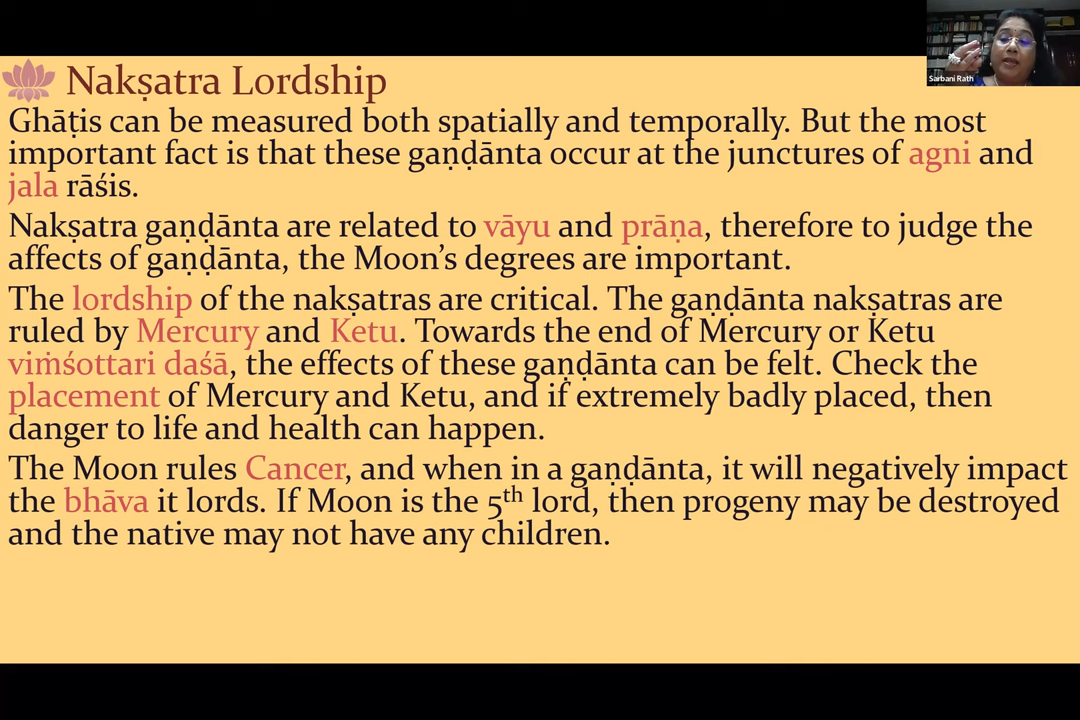 Nakṣatra Lordship
Sarbani Rath
Ghāṭis can be measured both spatially and temporally. But the most
important fact is that these gaṇḍānta occur at the junctures of agni and
jala rāśis.
Nakṣatra gaṇḍānta are related to vāyu and prāṇa, therefore to judge the
affects of gaṇḍānta, the Moon’s degrees are important.
The lordship of the nakṣatras are critical. The gaṇḍānta nakṣatras are
ruled by Mercury and Ketu. Towards the end of Mercury or Ketu
viṁśottari daśā, the effects of these gaṇḍānta can be felt. Check the
placement of Mercury and Ketu, and if extremely badly placed, then
danger to life and health can happen.
The Moon rules Cancer, and when in a gaṇḍānta, it will negatively impact
the bhāva it lords. If Moon is the 5th lord, then progeny may be destroyed
and the native may not have any children.